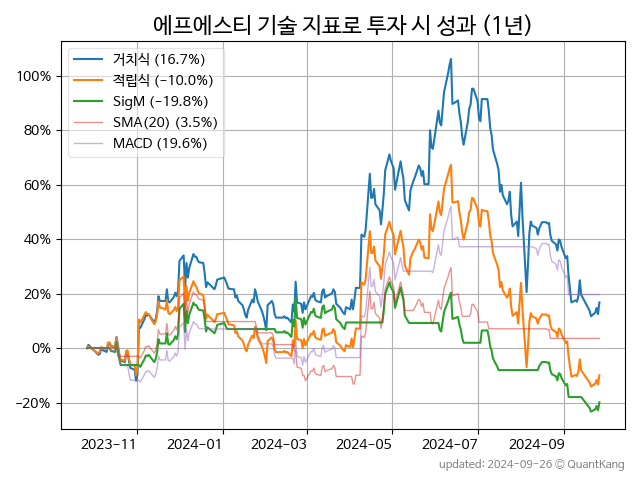 에프에스티 기술 지표로 투자 시 성과 (1년)
거치식 (16.7%)
적립식 (−10.0%)
SigM (−19.8%)
SMA(20) (3.5%)
MACD (19.6%)
100%
80%
60%
40%
20%
0%
−20%
2023-11 2024-01 2024-03 2024-05 2024-07 2024-09
updated: 2024-09-26 © QuantKang